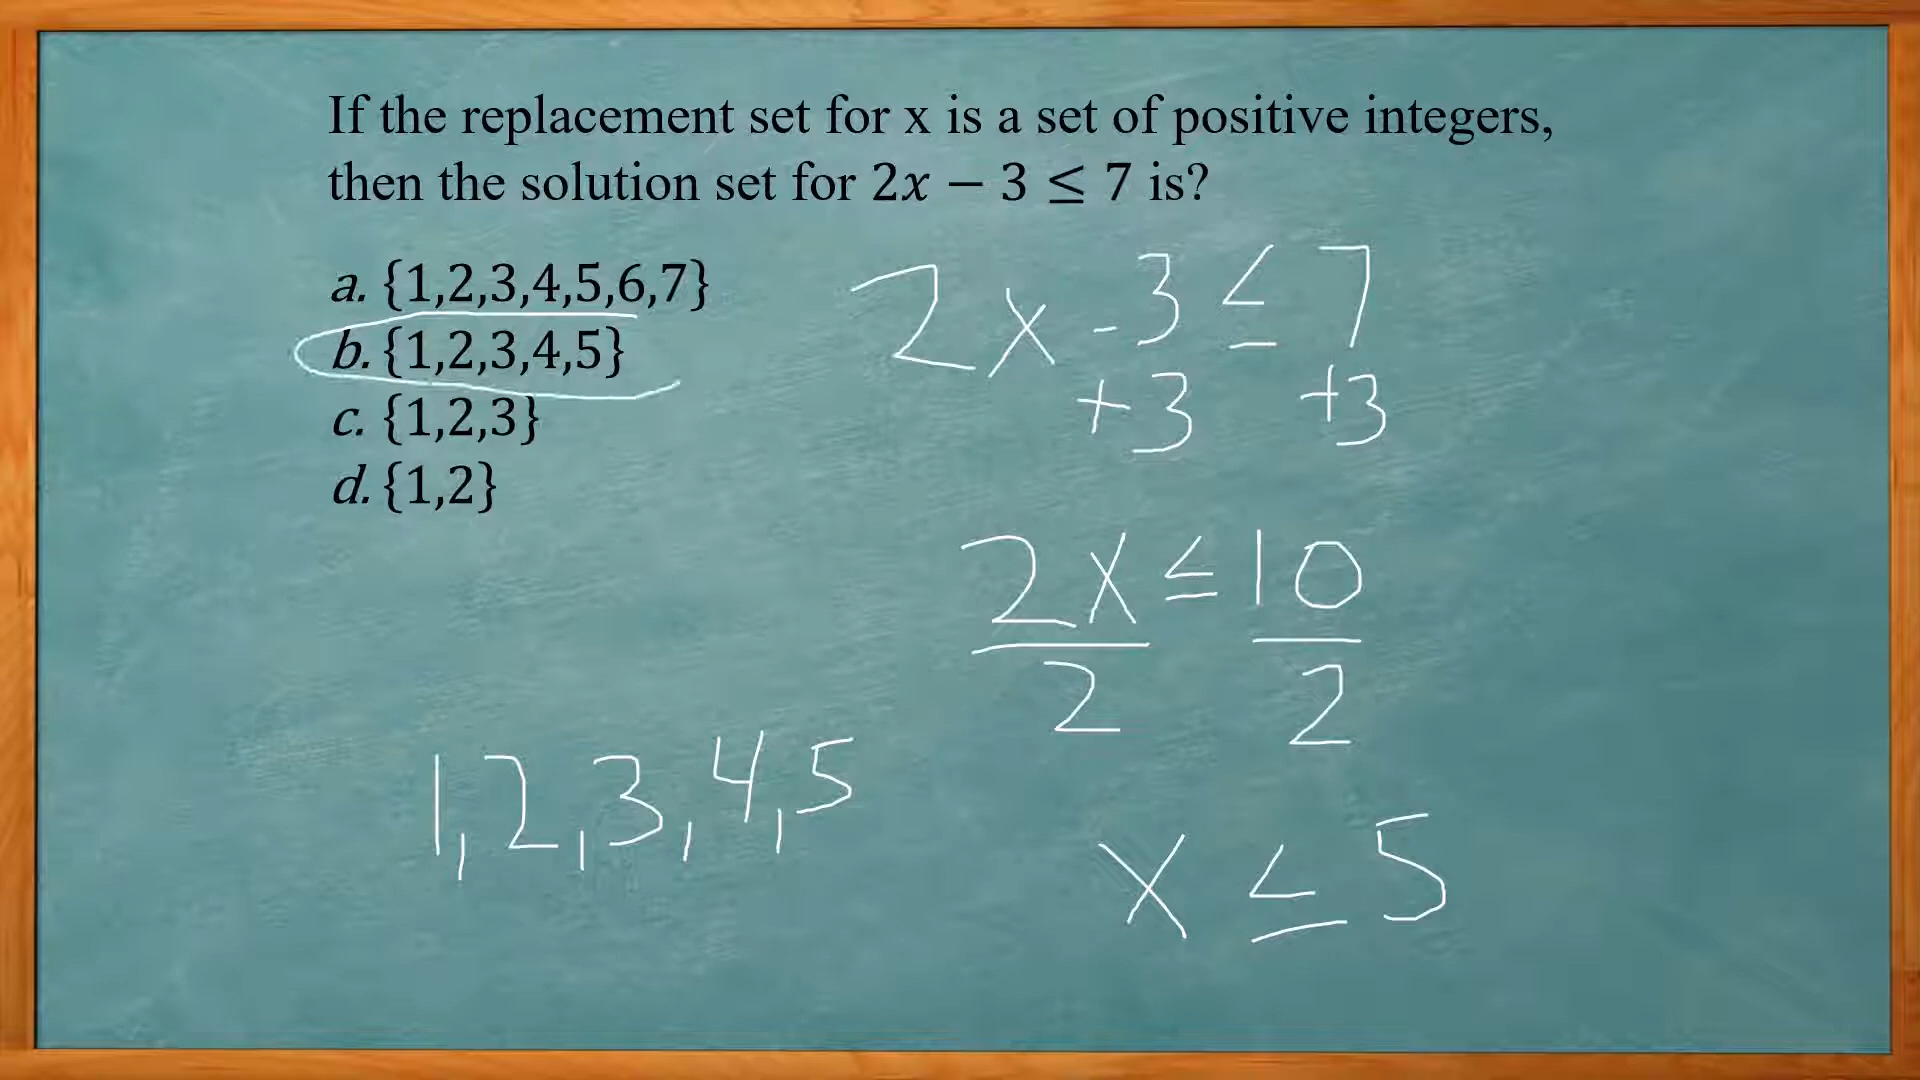 If the replacement set for x is a set of positive integers,
then the solution set for 2x − 3 ≤ 7 is?
a. {1,2,3,4,5,6,7}
b. {1,2,3,4,5}
c. {1,2,3}
d. {1,2}
2x - 3 ≤ 7
+3 +3
2x ≤ 10
2 2
x ≤ 5
1,2,3,4,5